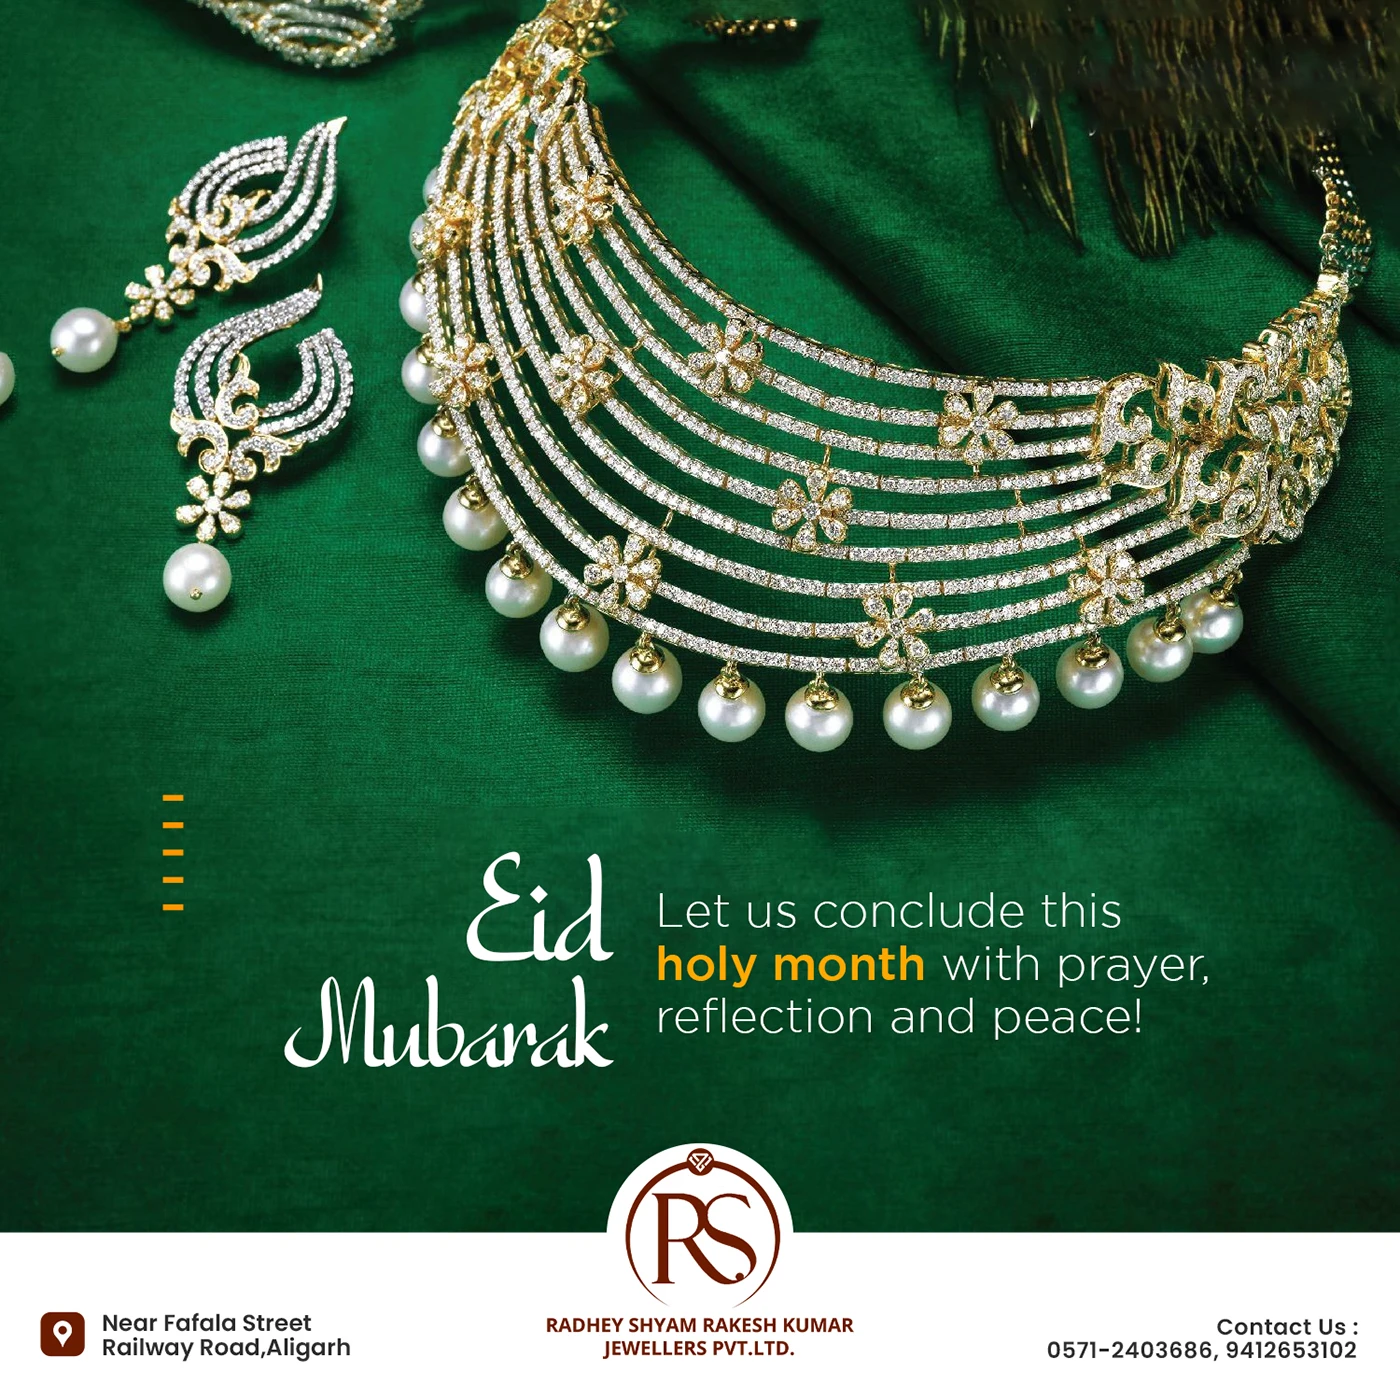 Eid
Mubarak
Let us conclude this
holy month with prayer,
reflection and peace!
RS
RADHEY SHYAM RAKESH KUMAR
JEWELLERS PVT.LTD.
Near Fafala Street
Railway Road,Aligarh
Contact Us :
0571-2403686, 9412653102